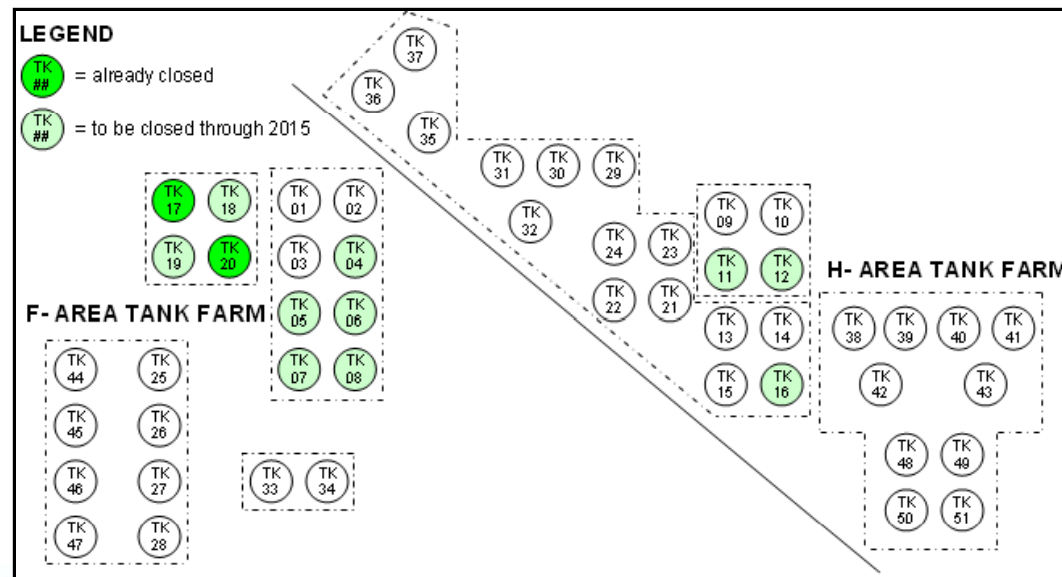 LEGEND
TK
##
= already closed
TK
##
= to be closed through 2015
TK
37
TK
36
TK
35
TK
31
TK
30
TK
29
TK
32
TK
24
TK
23
TK
22
TK
21
TK
09
TK
10
TK
11
TK
12
TK
13
TK
14
TK
15
TK
16
H- AREA TANK FARM
TK
38
TK
39
TK
40
TK
41
TK
42
TK
43
TK
48
TK
49
TK
50
TK
51
TK
17
TK
18
TK
19
TK
20
TK
01
TK
02
TK
03
TK
04
TK
05
TK
06
TK
07
TK
08
F- AREA TANK FARM
TK
44
TK
25
TK
45
TK
26
TK
46
TK
27
TK
47
TK
28
TK
33
TK
34